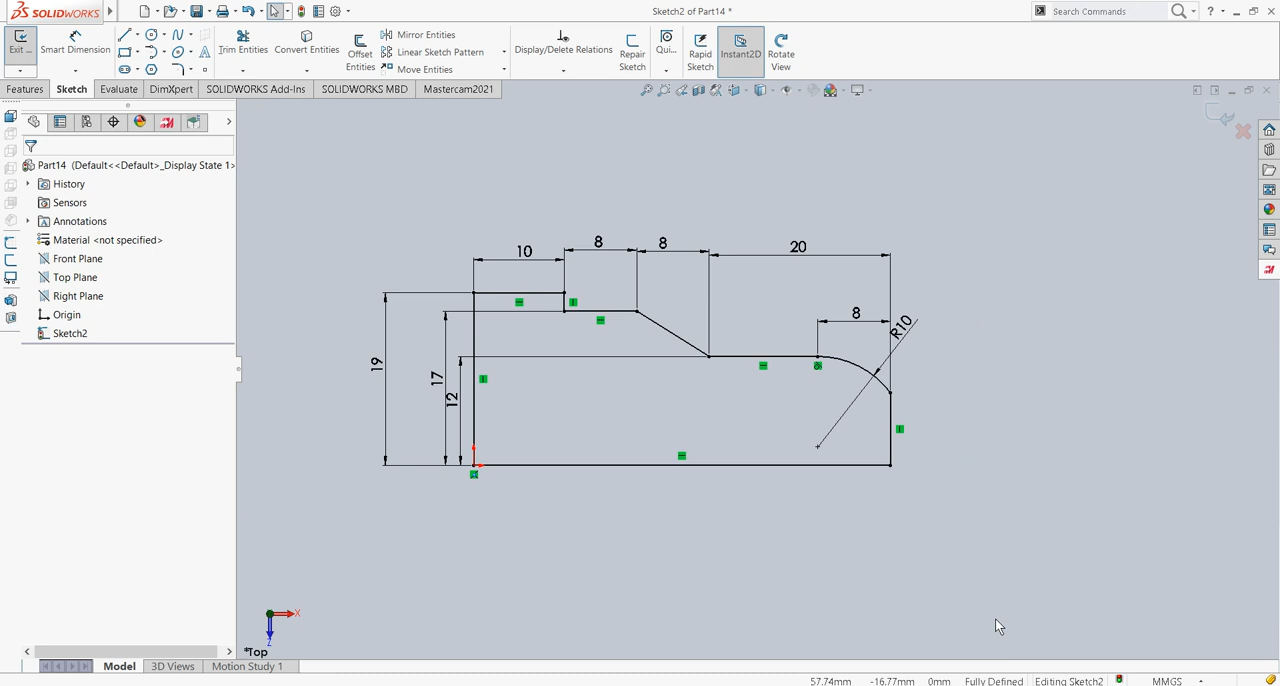 SOLIDWORKS
Sketch2 of Part14 *
Search Commands
?
Exit ...
Smart Dimension
Trim Entities
Convert Entities
Offset Entities
Mirror Entities
Linear Sketch Pattern
Move Entities
Display/Delete Relations
Repair Sketch
Qui...
Rapid Sketch
Instant2D
Rotate View
Features
Sketch
Evaluate
DimXpert
SOLIDWORKS Add-Ins
SOLIDWORKS MBD
Mastercam2021
Part14 (Default<<Default>_Display State 1>
History
Sensors
Annotations
Material <not specified>
Front Plane
Top Plane
Right Plane
Origin
Sketch2
10
8
8
20
8
R10
19
17
12
X
Z
*Top
Model
3D Views
Motion Study 1
57.74mm
-16.77mm
0mm
Fully Defined
Editing Sketch2
MMGS